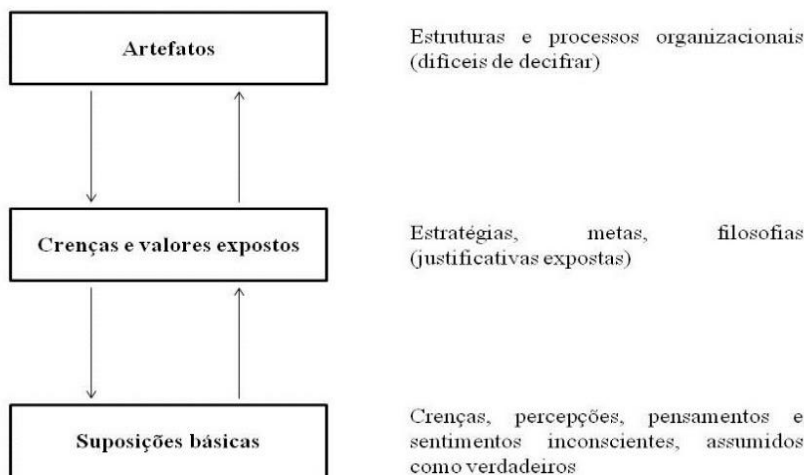 Artefatos
Estruturas e processos organizacionais
(difíceis de decifrar)
Crenças e valores expostos
Estratégias, metas, filosofias
(justificativas expostas)
Suposições básicas
Crenças, percepções, pensamentos e
sentimentos inconscientes, assumidos
como verdadeiros